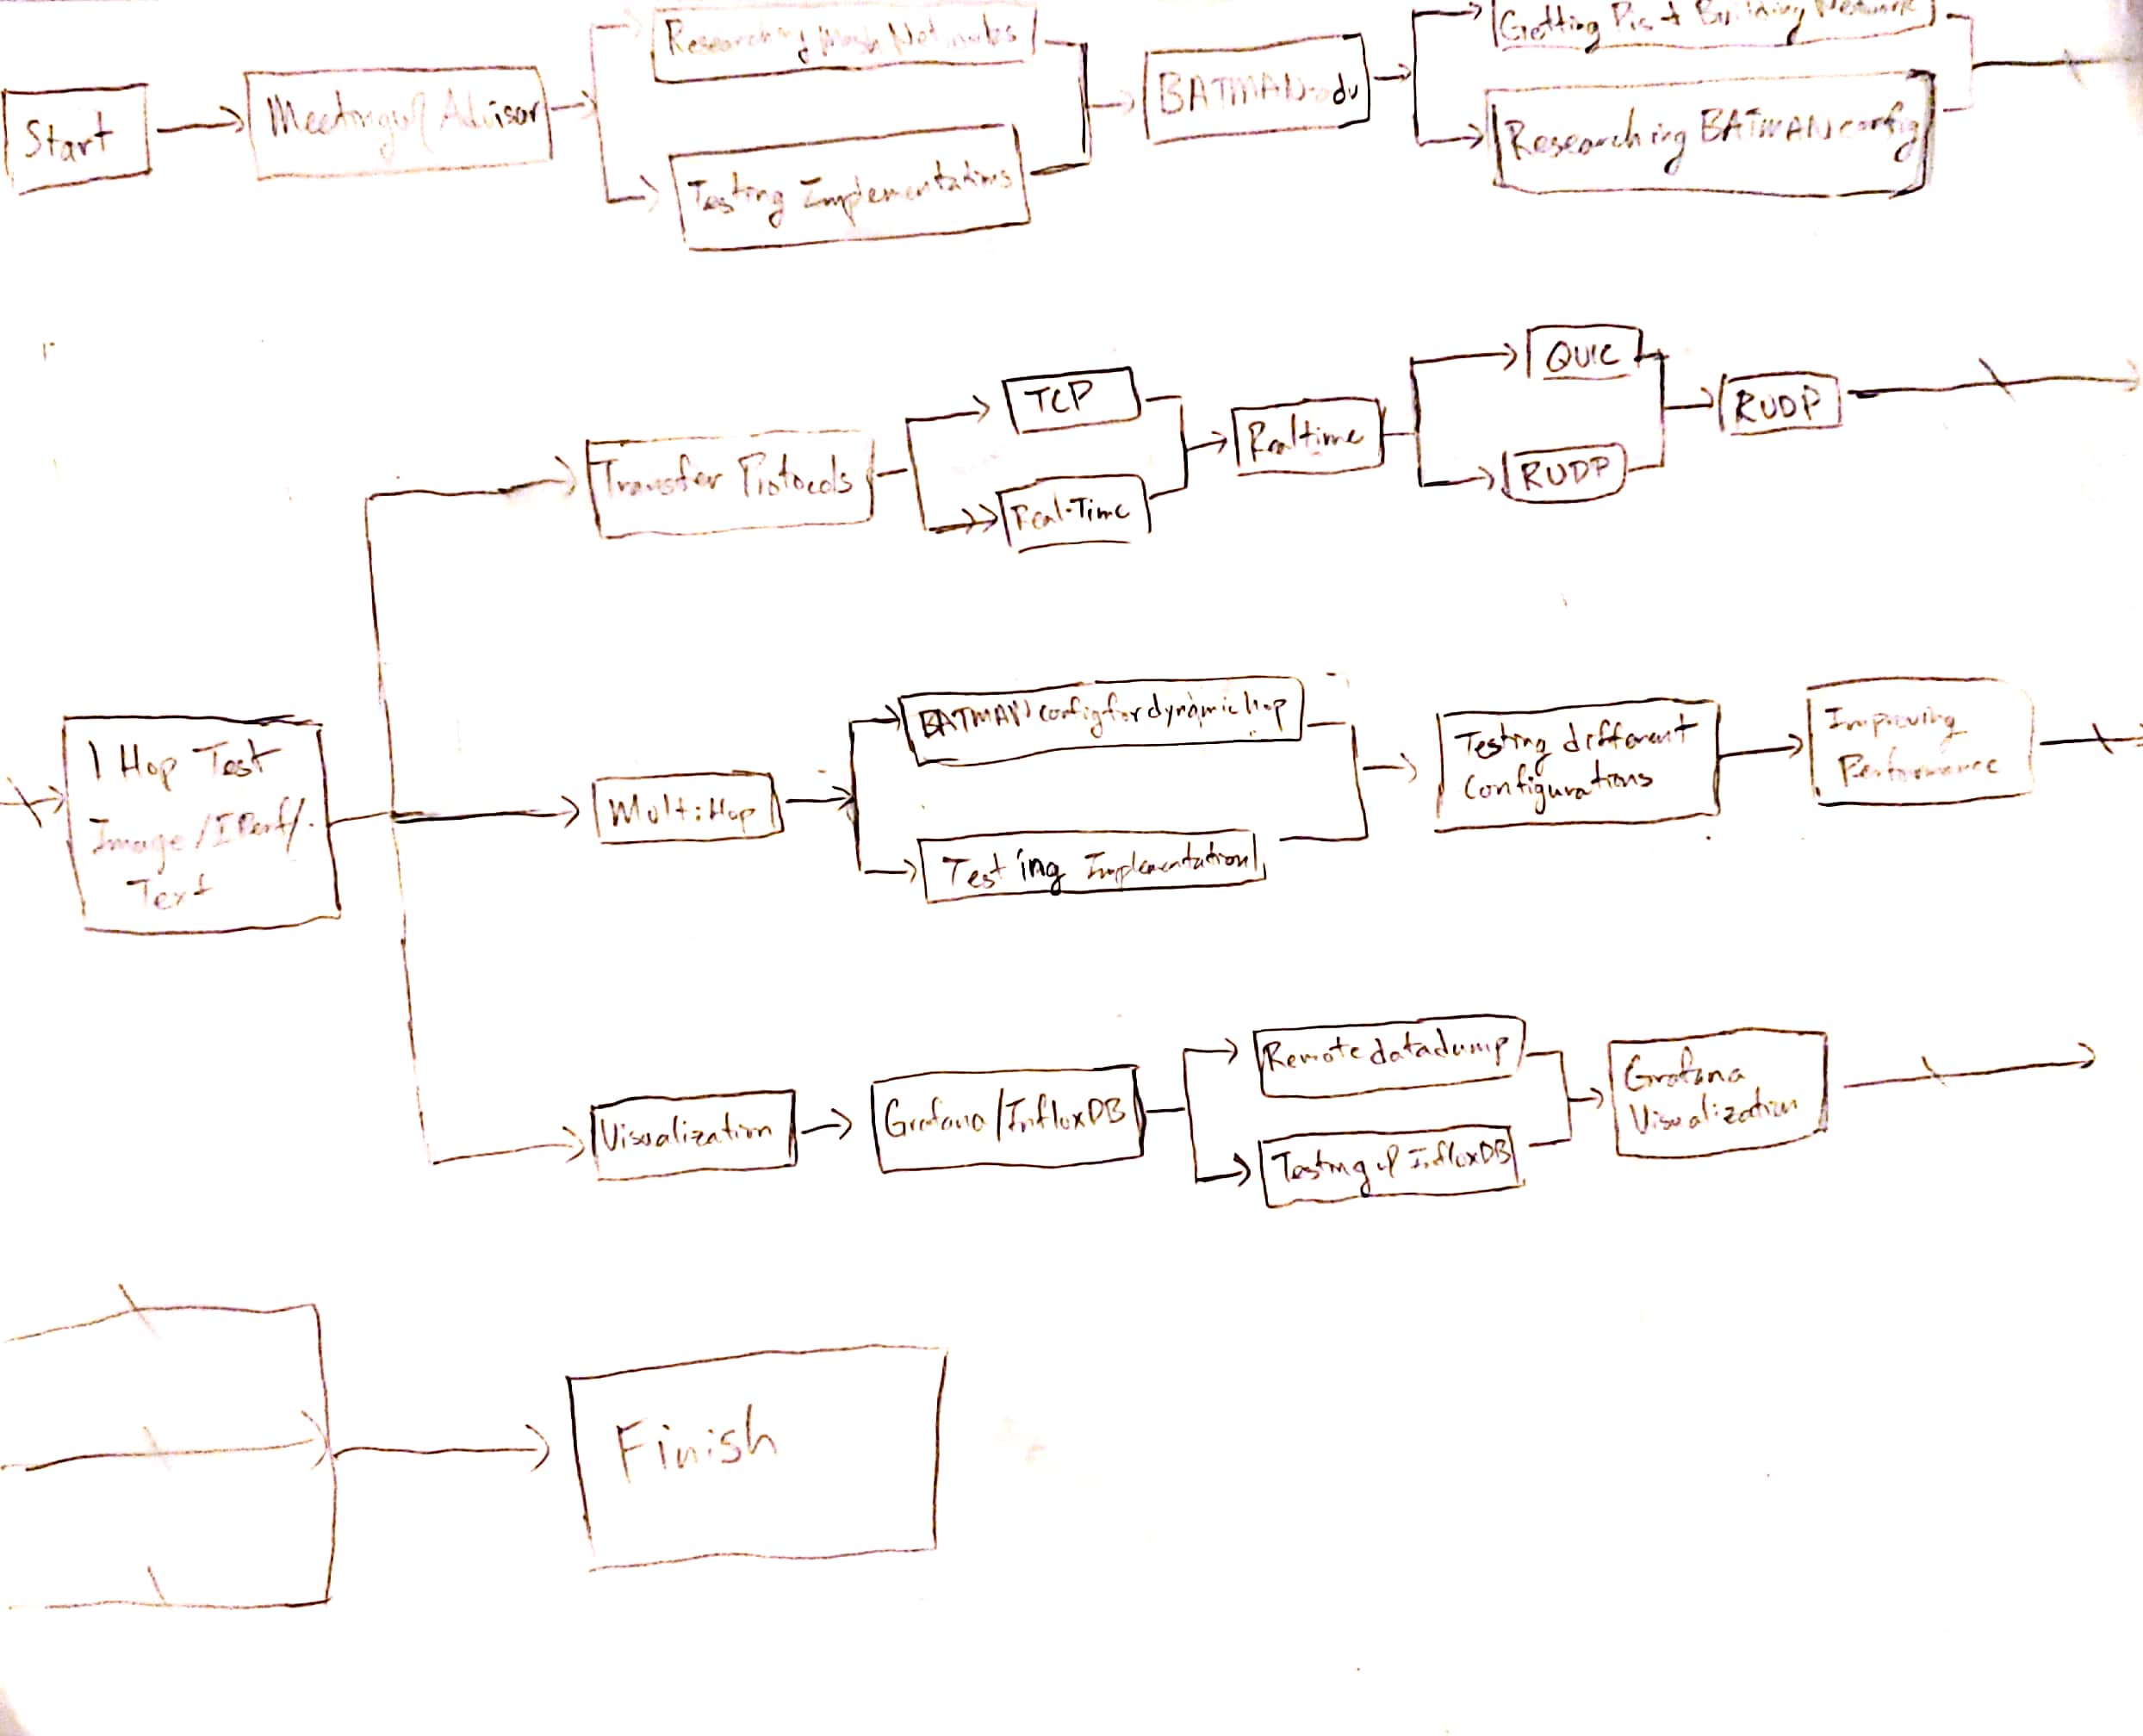 Start
Meeting w/ Advisor
Researching Mesh Networks
Testing Implementations
BATMAN-adv
Getting Pis + Building Network
Researching BATMAN config
Transfer Protocols
TCP
Real-Time
Realtime
QUIC
RUDP
RUDP
1 Hop Test
Image/IPerf/
Text
Multi-Hop
BATMAN config for dynamic hop
Testing Implementation
Testing different
Configurations
Improving
Performance
Visualization
Grafana/InfluxDB
Remote datadump
Testing w/ InfluxDB
Grafana
Visualization
Finish